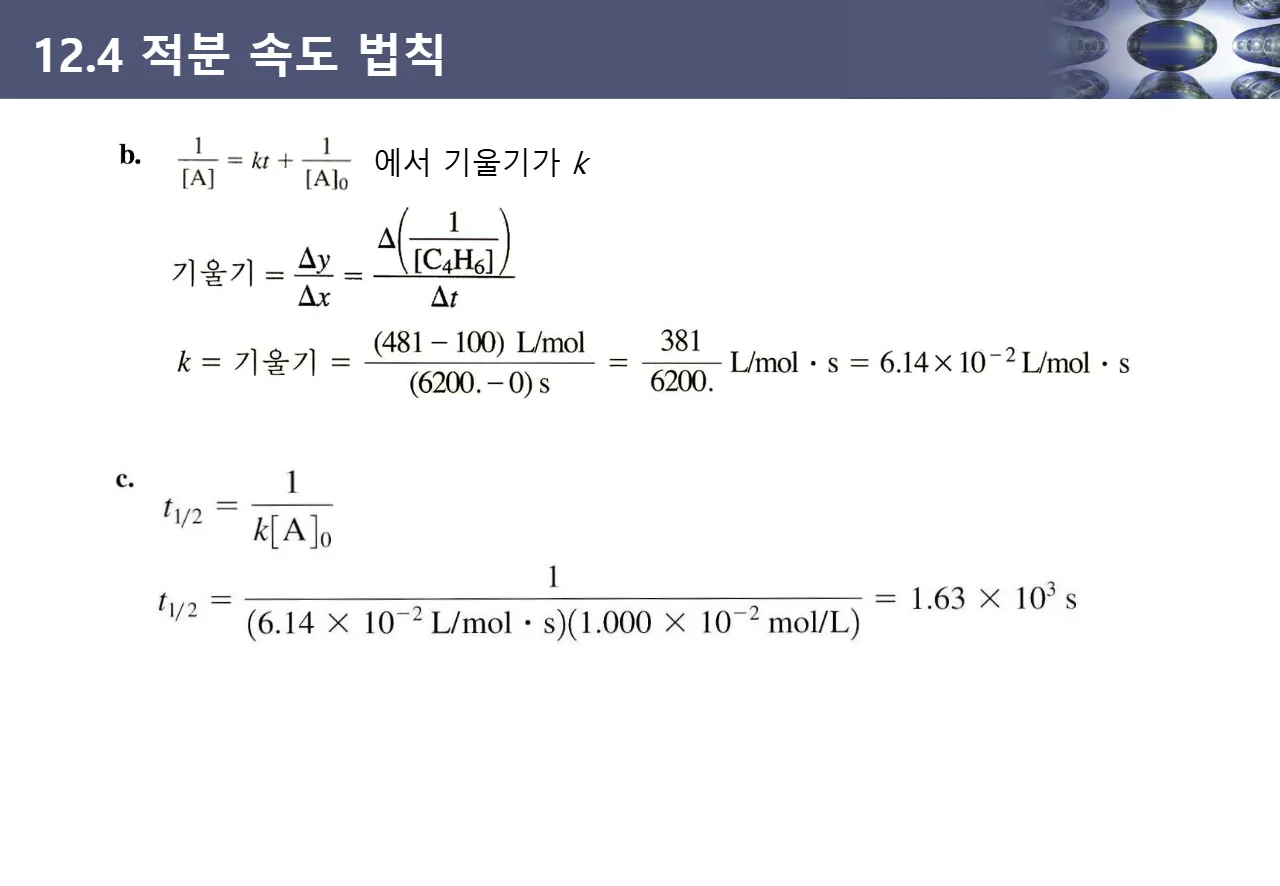 12.4 적분 속도 법칙
b. 1/[A] = kt + 1/[A]₀ 에서 기울기가 k
기울기 = Δy/Δx = Δ(1/[C₄H₆])/Δt
k = 기울기 = (481 − 100) L/mol / (6200. − 0) s = 381/6200. L/mol · s = 6.14 × 10⁻² L/mol · s
c. t₁/₂ = 1/k[A]₀
t₁/₂ = 1/(6.14 × 10⁻² L/mol · s)(1.000 × 10⁻² mol/L) = 1.63 × 10³ s